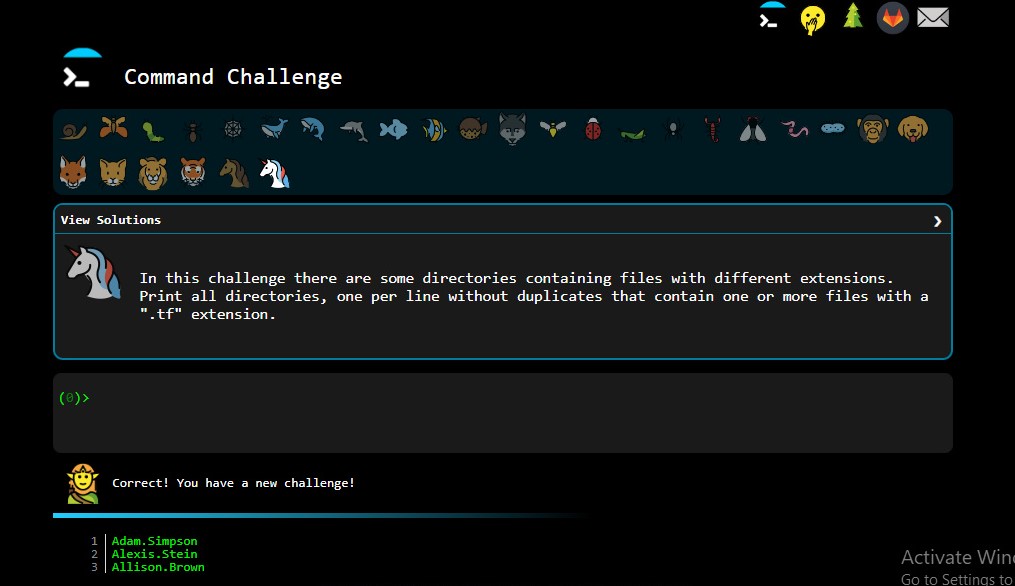 Command Challenge
View Solutions
In this challenge there are some directories containing files with different extensions.
Print all directories, one per line without duplicates that contain one or more files with a
".tf" extension.
(0)>
Correct! You have a new challenge!
1 Adam.Simpson
2 Alexis.Stein
3 Allison.Brown
Activate Win
Go to Settings to